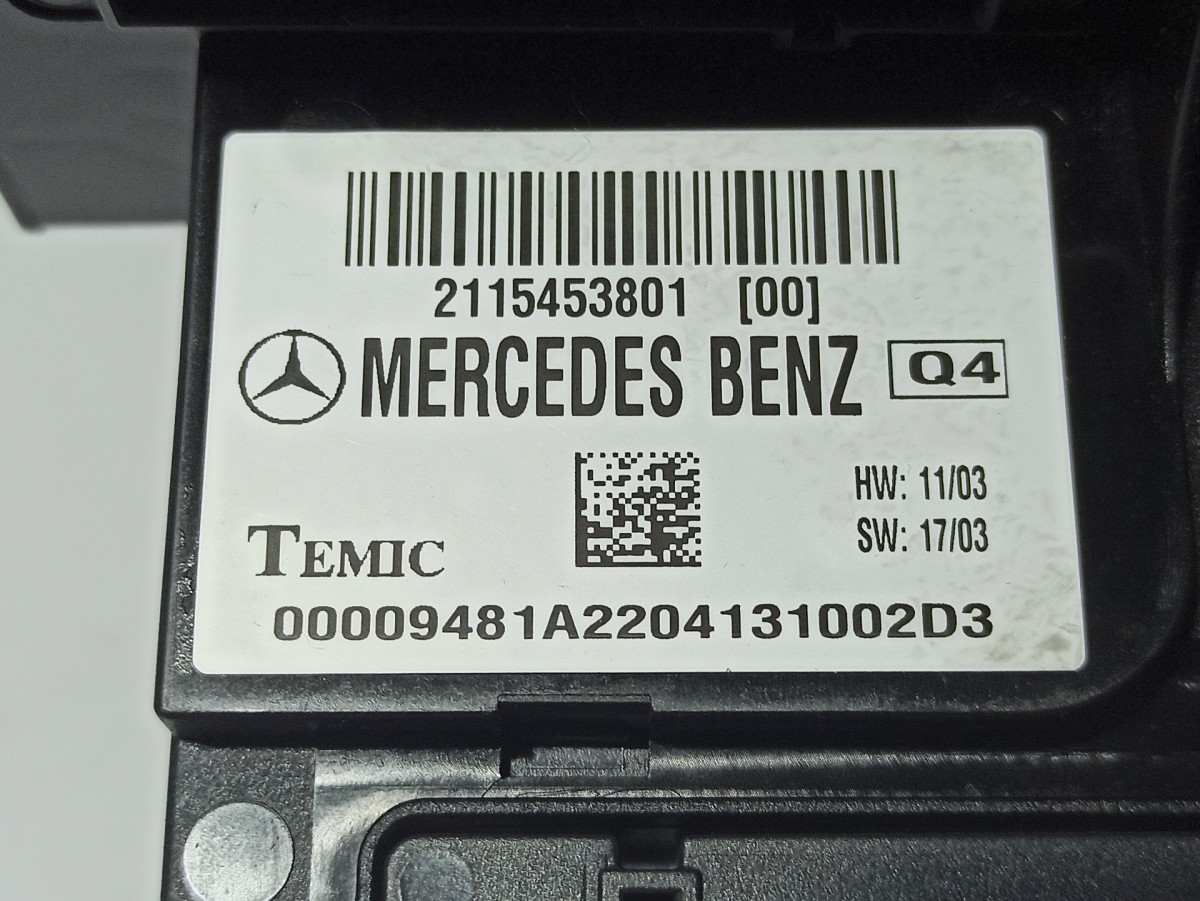 2115453801 [00]
MERCEDES BENZ Q4
HW: 11/03
SW: 17/03
TEMIC
00009481A2204131002D3